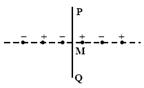 P
− + − + − +
M
Q